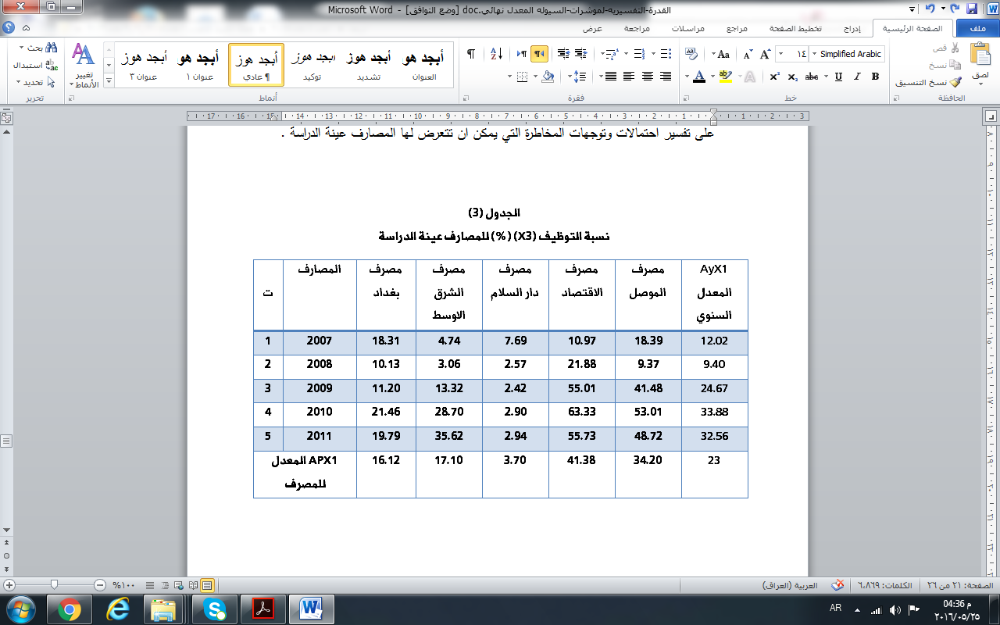 القدرة-التفسيريه-لموشرات-السيوله المعدل نهائي.doc [وضع التوافق] - Microsoft Word
ملف
الصفحة الرئيسية
إدراج
تخطيط الصفحة
مراجع
مراسلات
مراجعة
عرض
لصق
قص
نسخ
نسخ التنسيق
الحافظة
Simplified Arabic
١٤
خط
فقرة
أبجد هو
العنوان
أبجد هوز
تشديد
أبجد هوز
توكيد
أبجد هوز
¶ عادي
أبجد هو
عنوان ١
أبجد هوز
عنوان ٣
تغيير الأنماط
أنماط
بحث
استبدال
تحديد
تحرير
على تفسير احتمالات وتوجهات المخاطرة التي يمكن ان تتعرض لها المصارف عينة الدراسة .
الجدول (3)
نسبة التوظيف (X3) (%) للمصارف عينة الدراسة
ت المصارف مصرف بغداد مصرف الشرق الاوسط مصرف دار السلام مصرف الاقتصاد مصرف الموصل AyX1 المعدل السنوي
1 2007 18.31 4.74 7.69 10.97 18.39 12.02
2 2008 10.13 3.06 2.57 21.88 9.37 9.40
3 2009 11.20 13.32 2.42 55.01 41.48 24.67
4 2010 21.46 28.70 2.90 63.33 53.01 33.88
5 2011 19.79 35.62 2.94 55.73 48.72 32.56
APX1 المعدل للمصرف 16.12 17.10 3.70 41.38 34.20 23
الصفحة: ٢١ من ٢٦
الكلمات: ٦.٨٦٩
العربية (العراق)
١٠٠%
AR
04:36 م
٢٠١٦/٠٥/٢٥